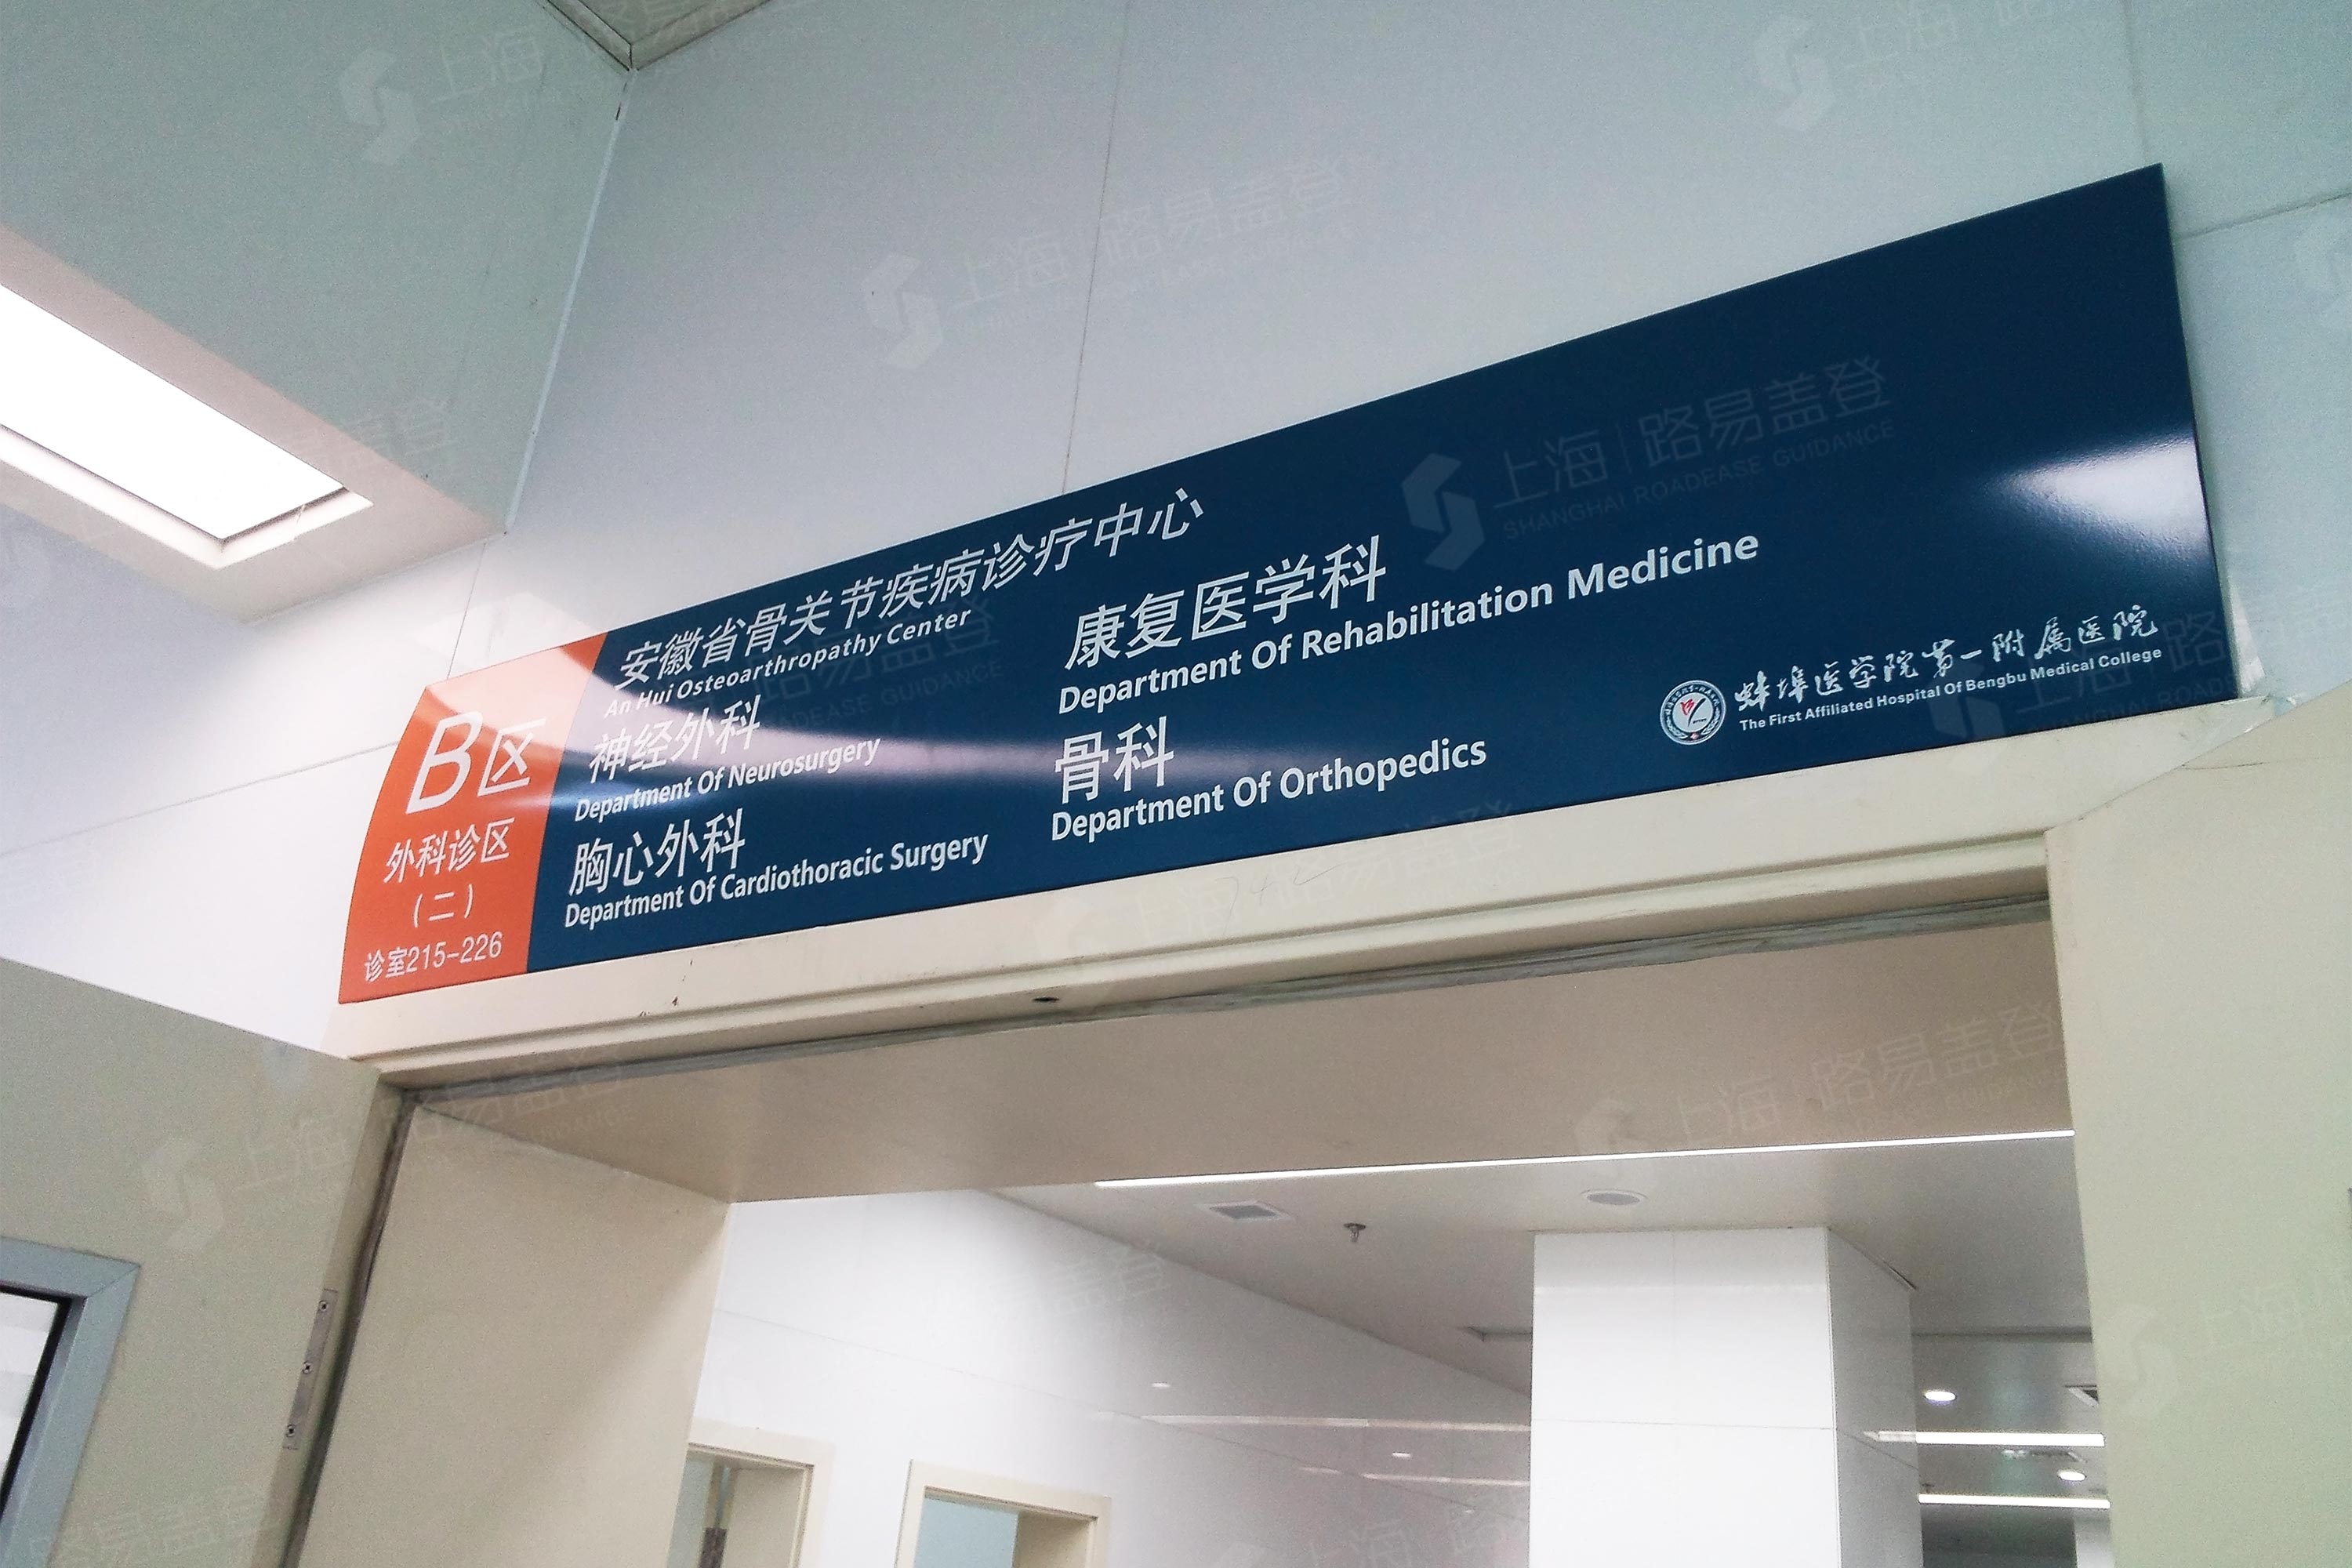 B区
外科诊区
(二)
诊室215-226
安徽省骨关节疾病诊疗中心
An Hui Osteoarthropathy Center
神经外科
Department Of Neurosurgery
胸心外科
Department Of Cardiothoracic Surgery
康复医学科
Department Of Rehabilitation Medicine
骨科
Department Of Orthopedics
蚌埠医学院第一附属医院
The First Affiliated Hospital Of Bengbu Medical College
上海|路易盖登
SHANGHAI ROADEASE GUIDANCE